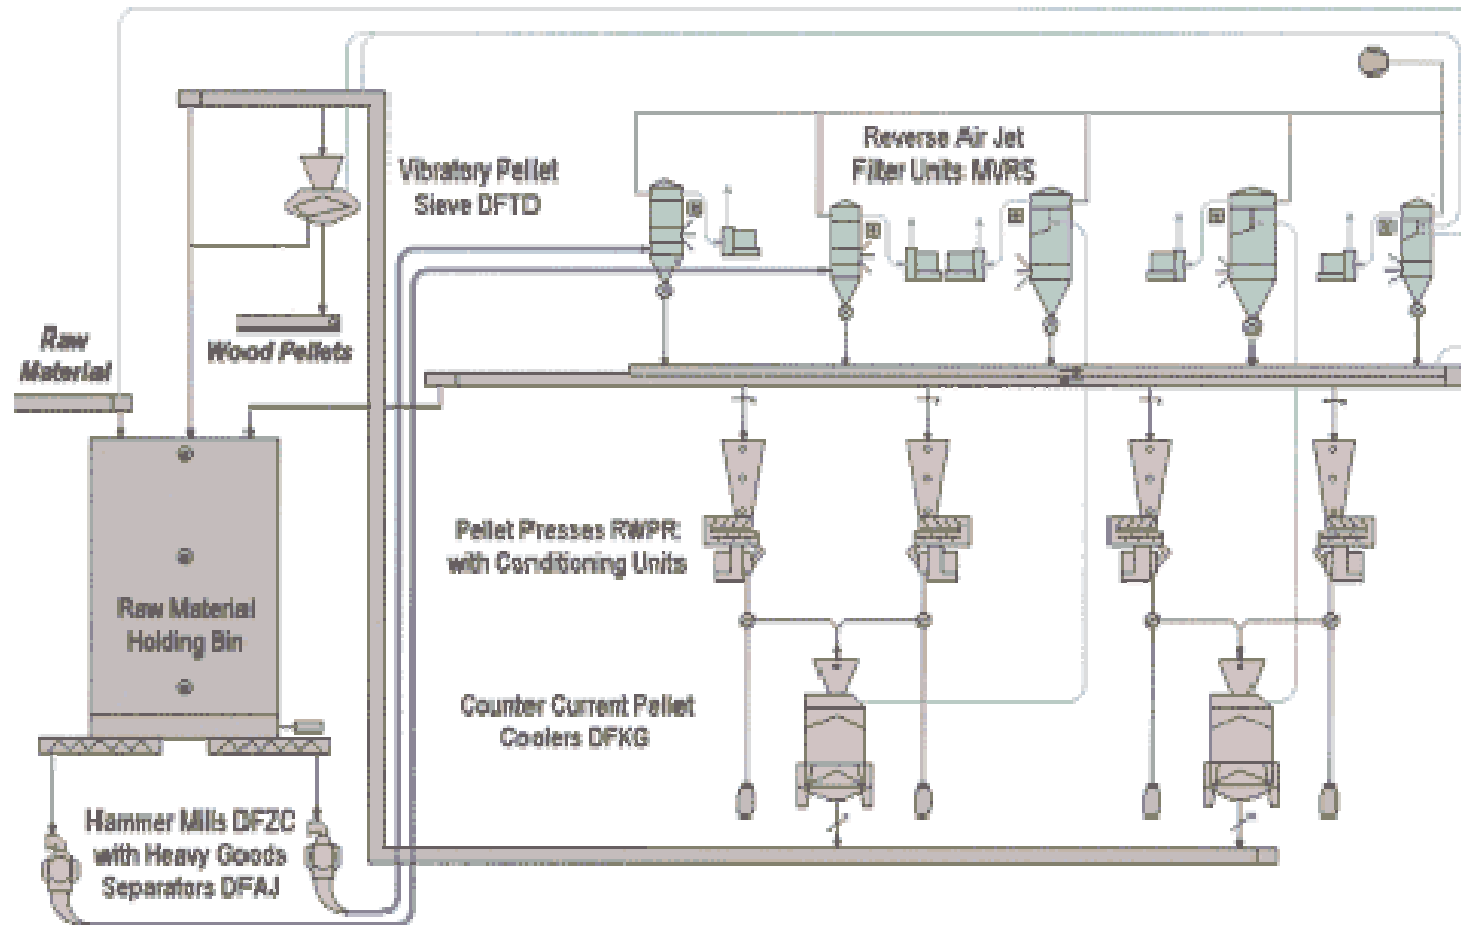 Reverse Air Jet
Filter Units MVRS
Vibratory Pellet
Sieve DFTD
Raw
Material
Wood Pellets
Pellet Presses RWPR
with Conditioning Units
Raw Material
Holding Bin
Counter Current Pellet
Coolers DFKG
Hammer Mills DFZC
with Heavy Goods
Separators DFAJ